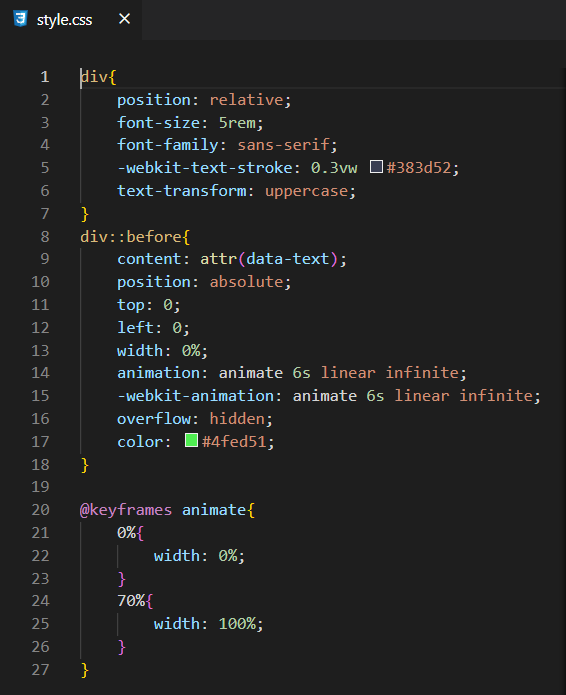 style.css
1 div{
2     position: relative;
3     font-size: 5rem;
4     font-family: sans-serif;
5     -webkit-text-stroke: 0.3vw #383d52;
6     text-transform: uppercase;
7 }
8 div::before{
9     content: attr(data-text);
10     position: absolute;
11     top: 0;
12     left: 0;
13     width: 0%;
14     animation: animate 6s linear infinite;
15     -webkit-animation: animate 6s linear infinite;
16     overflow: hidden;
17     color: #4fed51;
18 }
19
20 @keyframes animate{
21     0%{
22         width: 0%;
23     }
24     70%{
25         width: 100%;
26     }
27 }